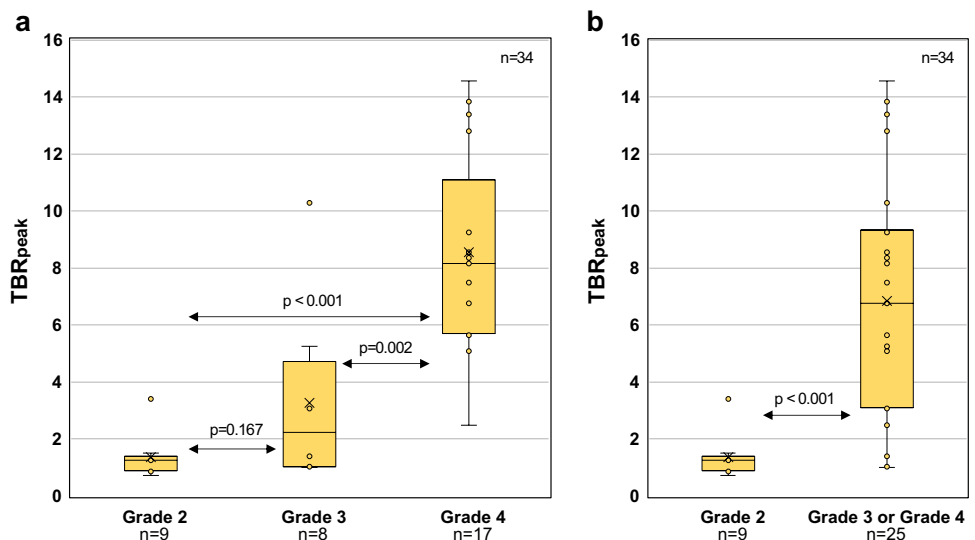 a
16
14
12
10
8
6
4
2
0
TBRpeak
n=34
p < 0.001
p=0.002
p=0.167
Grade 2
n=9
Grade 3
n=8
Grade 4
n=17
b
16
14
12
10
8
6
4
2
0
TBRpeak
n=34
p < 0.001
Grade 2
n=9
Grade 3 or Grade 4
n=25